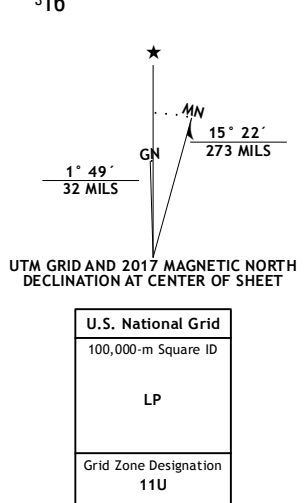 ³16
★
MN
GN
15° 22´
273 MILS
1° 49´
32 MILS
UTM GRID AND 2017 MAGNETIC NORTH
DECLINATION AT CENTER OF SHEET
U.S. National Grid
100,000-m Square ID
LP
Grid Zone Designation
11U